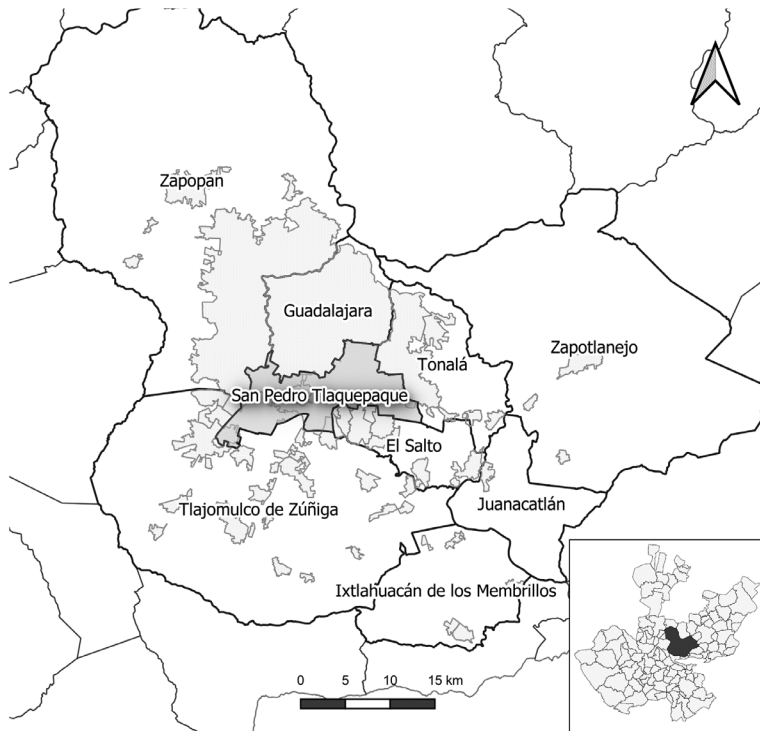 Zapopan
Guadalajara
Zapotlanejo
Tonalá
San Pedro Tlaquepaque
El Salto
Juanacatlán
Tlajomulco de Zúñiga
Ixtlahuacán de los Membrillos
0 5 10 15 km